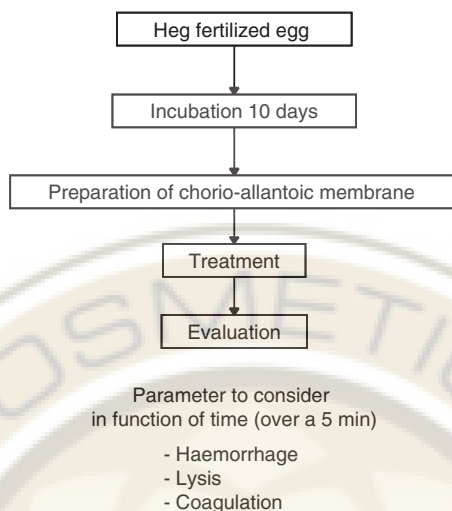 Heg fertilized egg
Incubation 10 days
Preparation of chorio-allantoic membrane
Treatment
Evaluation
Parameter to consider
in function of time (over a 5 min)
- Haemorrhage
- Lysis
- Coagulation
OSMETIC